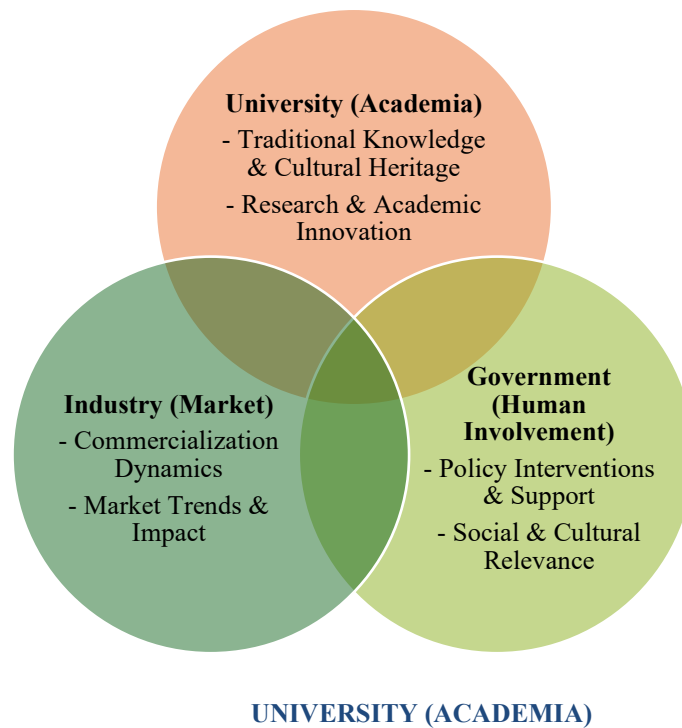 University (Academia)
- Traditional Knowledge
& Cultural Heritage
- Research & Academic
Innovation
Industry (Market)
- Commercialization
Dynamics
- Market Trends &
Impact
Government
(Human
Involvement)
- Policy Interventions
& Support
- Social & Cultural
Relevance
UNIVERSITY (ACADEMIA)